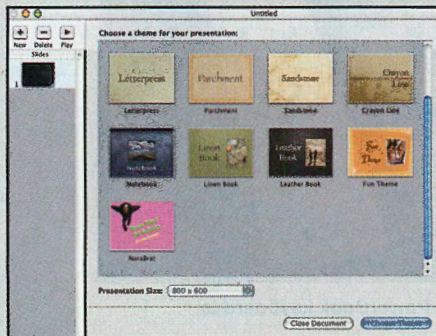 Untitled
New Delete Play
Choose a theme for your presentation:
Slides
1
Letterpress
Parchment
Sandstone
Crayon Line
Letterpress
Parchment
Sandstone
Crayon Line
Notebook
Linen Book
Leather Book
Fun Theme
Notebook
Linen Book
Leather Book
Fun Theme
Presentation Size: 800 x 600
Close Document
Choose Theme